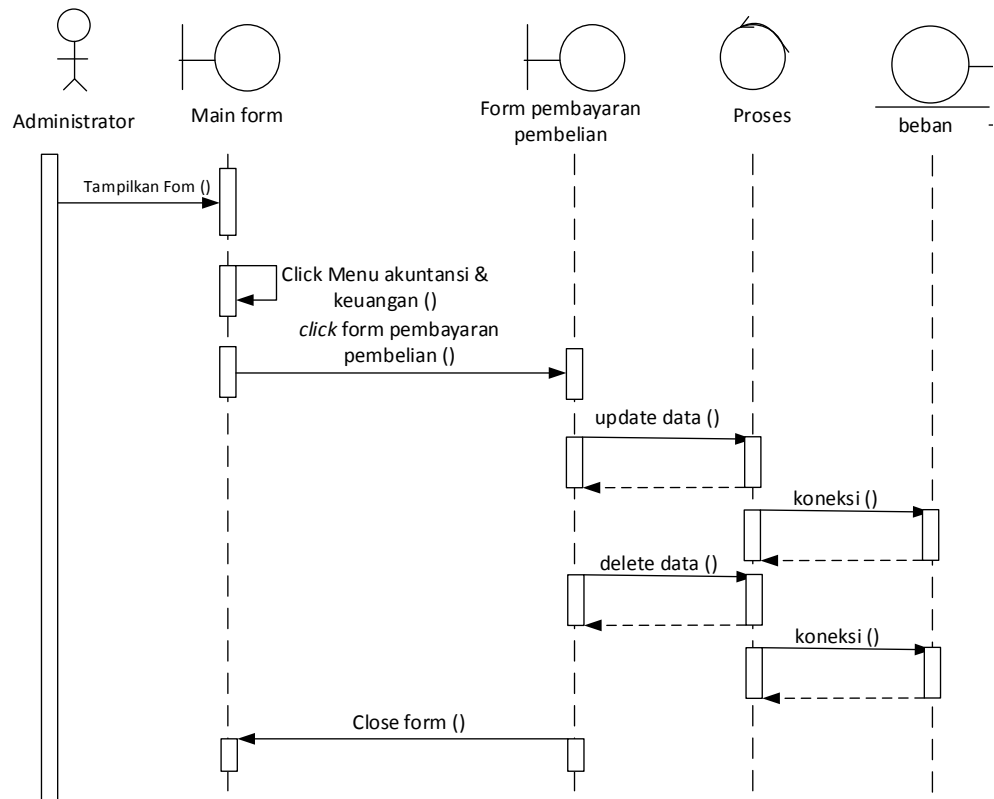 Administrator
Main form
Form pembayaran
pembelian
Proses
beban
Tampilkan Fom ()
Click Menu akuntansi &
keuangan ()
click form pembayaran
pembelian ()
update data ()
koneksi ()
delete data ()
koneksi ()
Close form ()